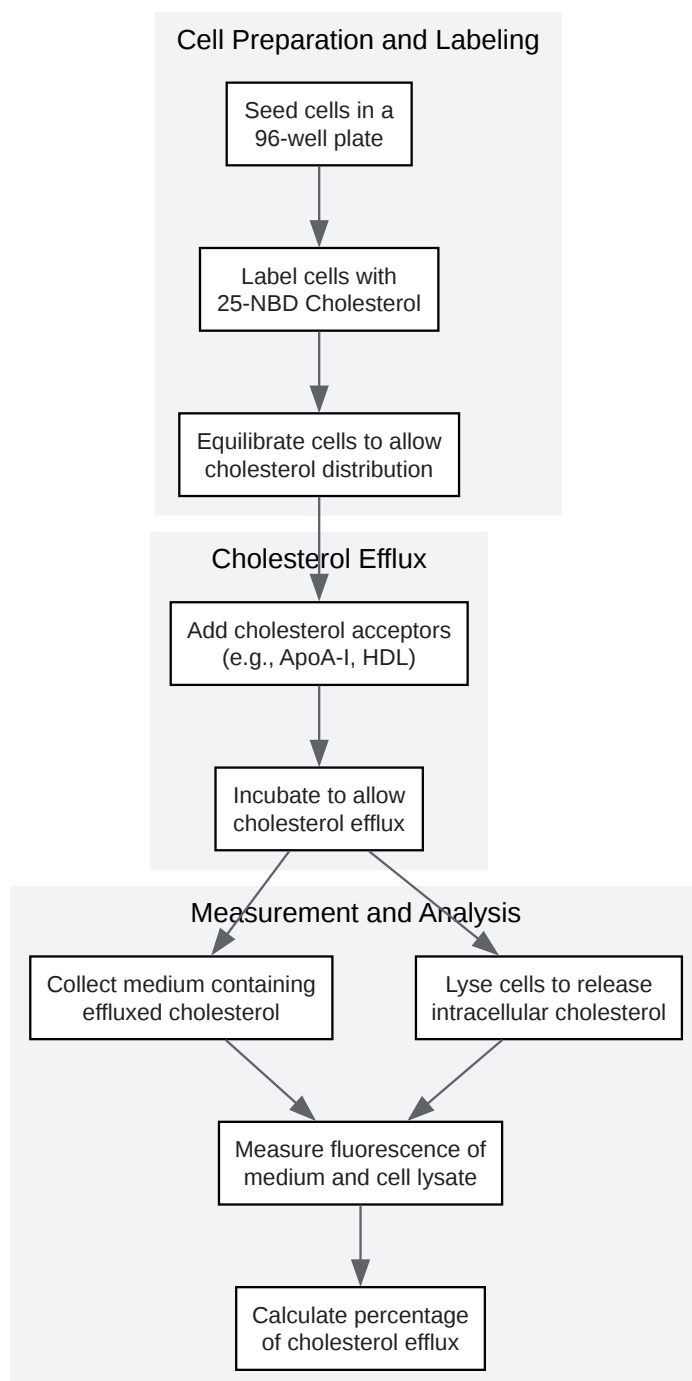 Cell Preparation and Labeling
Seed cells in a
96-well plate
Label cells with
25-NBD Cholesterol
Equilibrate cells to allow
cholesterol distribution
Cholesterol Efflux
Add cholesterol acceptors
(e.g., ApoA-I, HDL)
Incubate to allow
cholesterol efflux
Measurement and Analysis
Collect medium containing
effluxed cholesterol
Lyse cells to release
intracellular cholesterol
Measure fluorescence of
medium and cell lysate
Calculate percentage
of cholesterol efflux